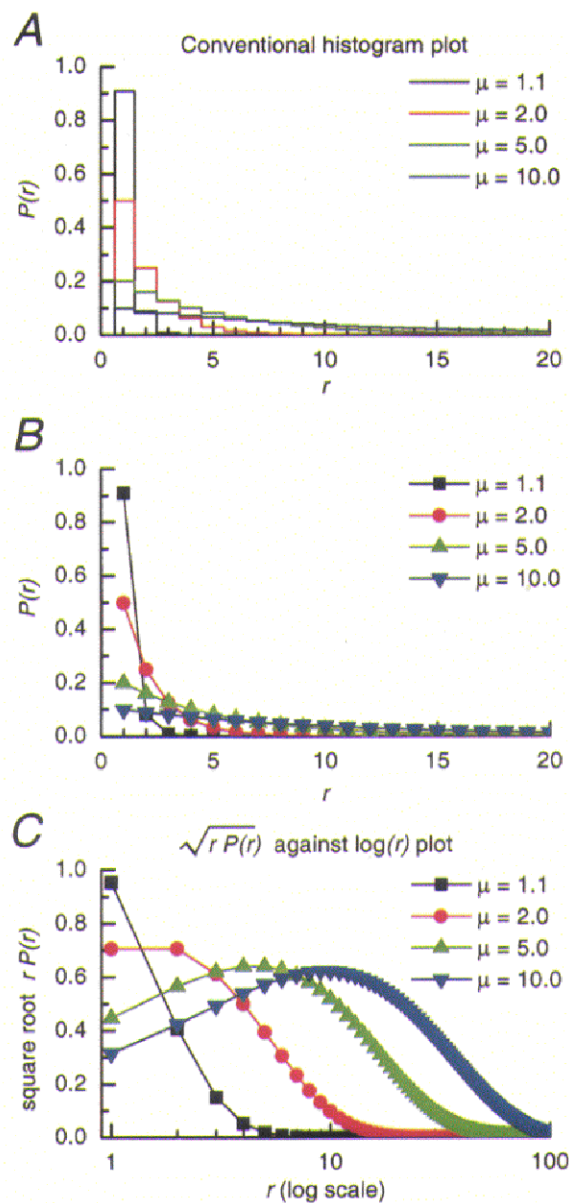 A
Conventional histogram plot
1.0
0.8
0.6
0.4
0.2
0.0
P(r)
μ = 1.1
μ = 2.0
μ = 5.0
μ = 10.0
0 5 10 15 20
r
B
1.0
0.8
0.6
0.4
0.2
0.0
P(r)
μ = 1.1
μ = 2.0
μ = 5.0
μ = 10.0
0 5 10 15 20
r
C
√r P(r) against log(r) plot
1.0
0.8
0.6
0.4
0.2
0.0
square root r P(r)
μ = 1.1
μ = 2.0
μ = 5.0
μ = 10.0
1 10 100
r (log scale)